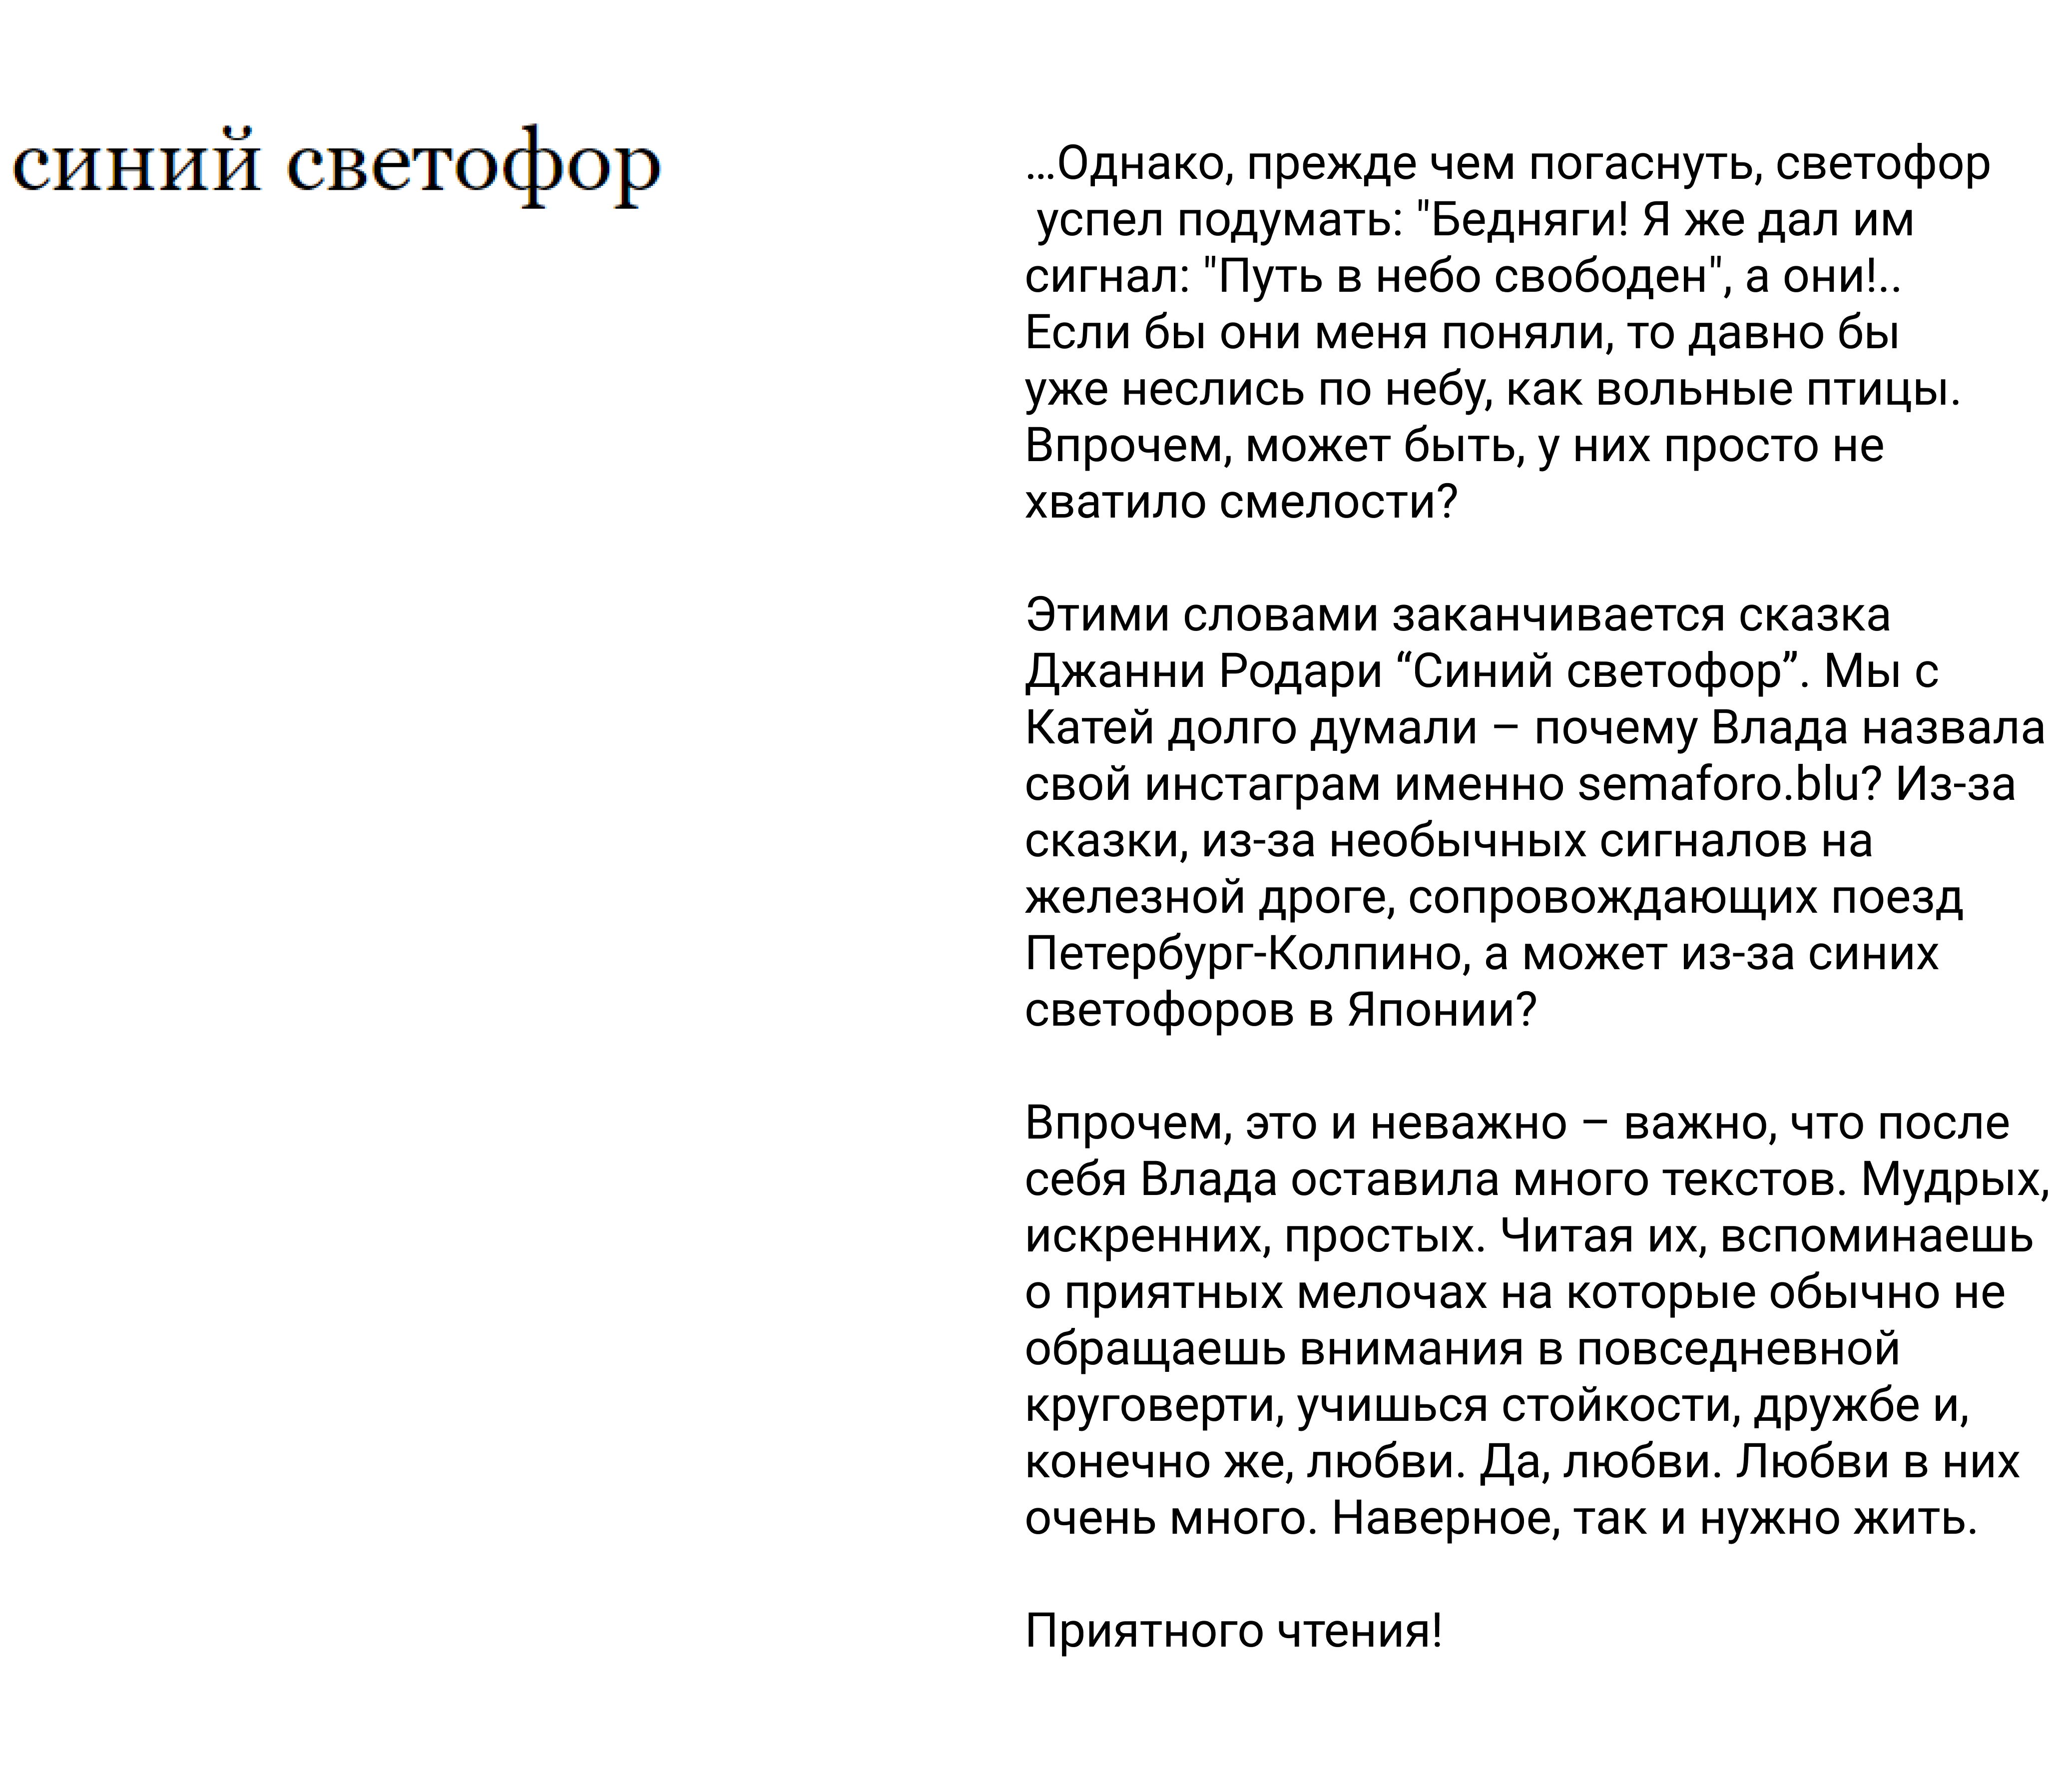 синий светофор
...Однако, прежде чем погаснуть, светофор
успел подумать: "Бедняги! Я же дал им
сигнал: "Путь в небо свободен", а они!..
Если бы они меня поняли, то давно бы
уже неслись по небу, как вольные птицы.
Впрочем, может быть, у них просто не
хватило смелости?
Этими словами заканчивается сказка
Джанни Родари “Синий светофор”. Мы с
Катей долго думали – почему Влада назвала
свой инстаграм именно semaforo.blu? Из-за
сказки, из-за необычных сигналов на
железной дроге, сопровождающих поезд
Петербург-Колпино, а может из-за синих
светофоров в Японии?
Впрочем, это и неважно – важно, что после
себя Влада оставила много текстов. Мудрых,
искренних, простых. Читая их, вспоминаешь
о приятных мелочах на которые обычно не
обращаешь внимания в повседневной
круговерти, учишься стойкости, дружбе и,
конечно же, любви. Да, любви. Любви в них
очень много. Наверное, так и нужно жить.
Приятного чтения!